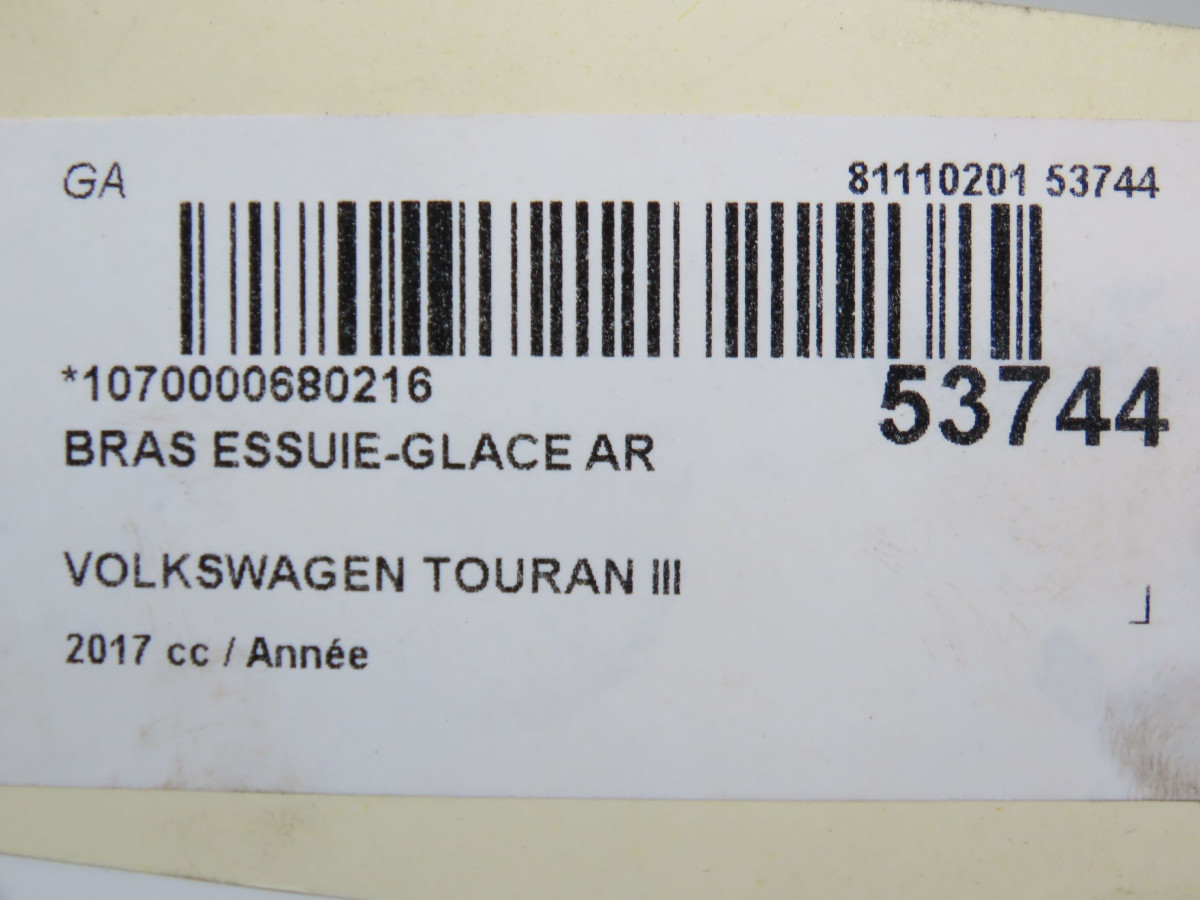 GA
81110201 53744
*1070000680216
53744
BRAS ESSUIE-GLACE AR
VOLKSWAGEN TOURAN III
2017 cc / Année